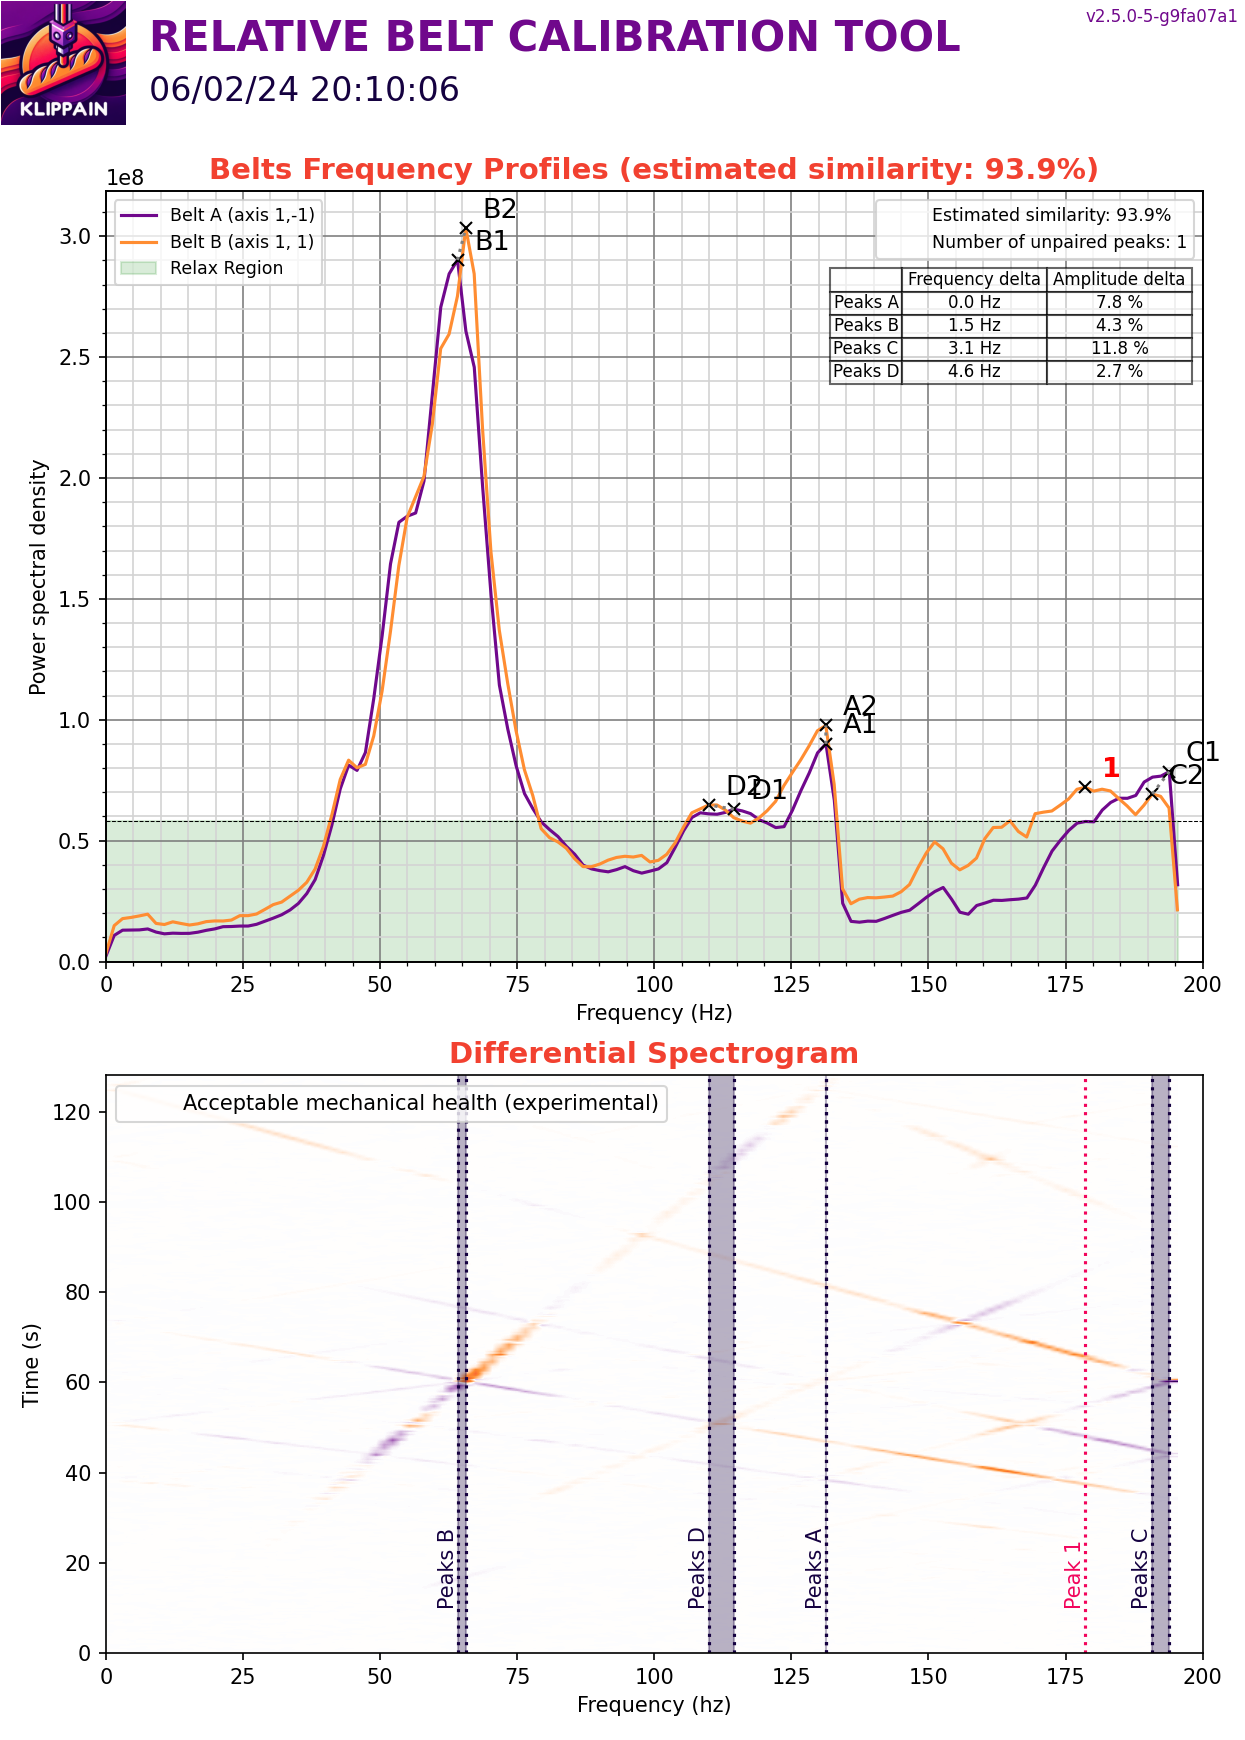 v2.5.0-5-g9fa07a1
RELATIVE BELT CALIBRATION TOOL
06/02/24 20:10:06
KLIPPAIN
Belts Frequency Profiles (estimated similarity: 93.9%)
1e8
Belt A (axis 1,-1)
Belt B (axis 1, 1)
Relax Region
Estimated similarity: 93.9%
Number of unpaired peaks: 1
Frequency delta Amplitude delta
Peaks A 0.0 Hz 7.8 %
Peaks B 1.5 Hz 4.3 %
Peaks C 3.1 Hz 11.8 %
Peaks D 4.6 Hz 2.7 %
B2
B1
A2
A1
D2
D1
1
C1
C2
3.0
2.5
2.0
1.5
1.0
0.5
0.0
Power spectral density
0 25 50 75 100 125 150 175 200
Frequency (Hz)
Differential Spectrogram
Acceptable mechanical health (experimental)
120
100
80
60
40
20
0
Time (s)
Peaks B
Peaks D
Peaks A
Peak 1
Peaks C
0 25 50 75 100 125 150 175 200
Frequency (hz)